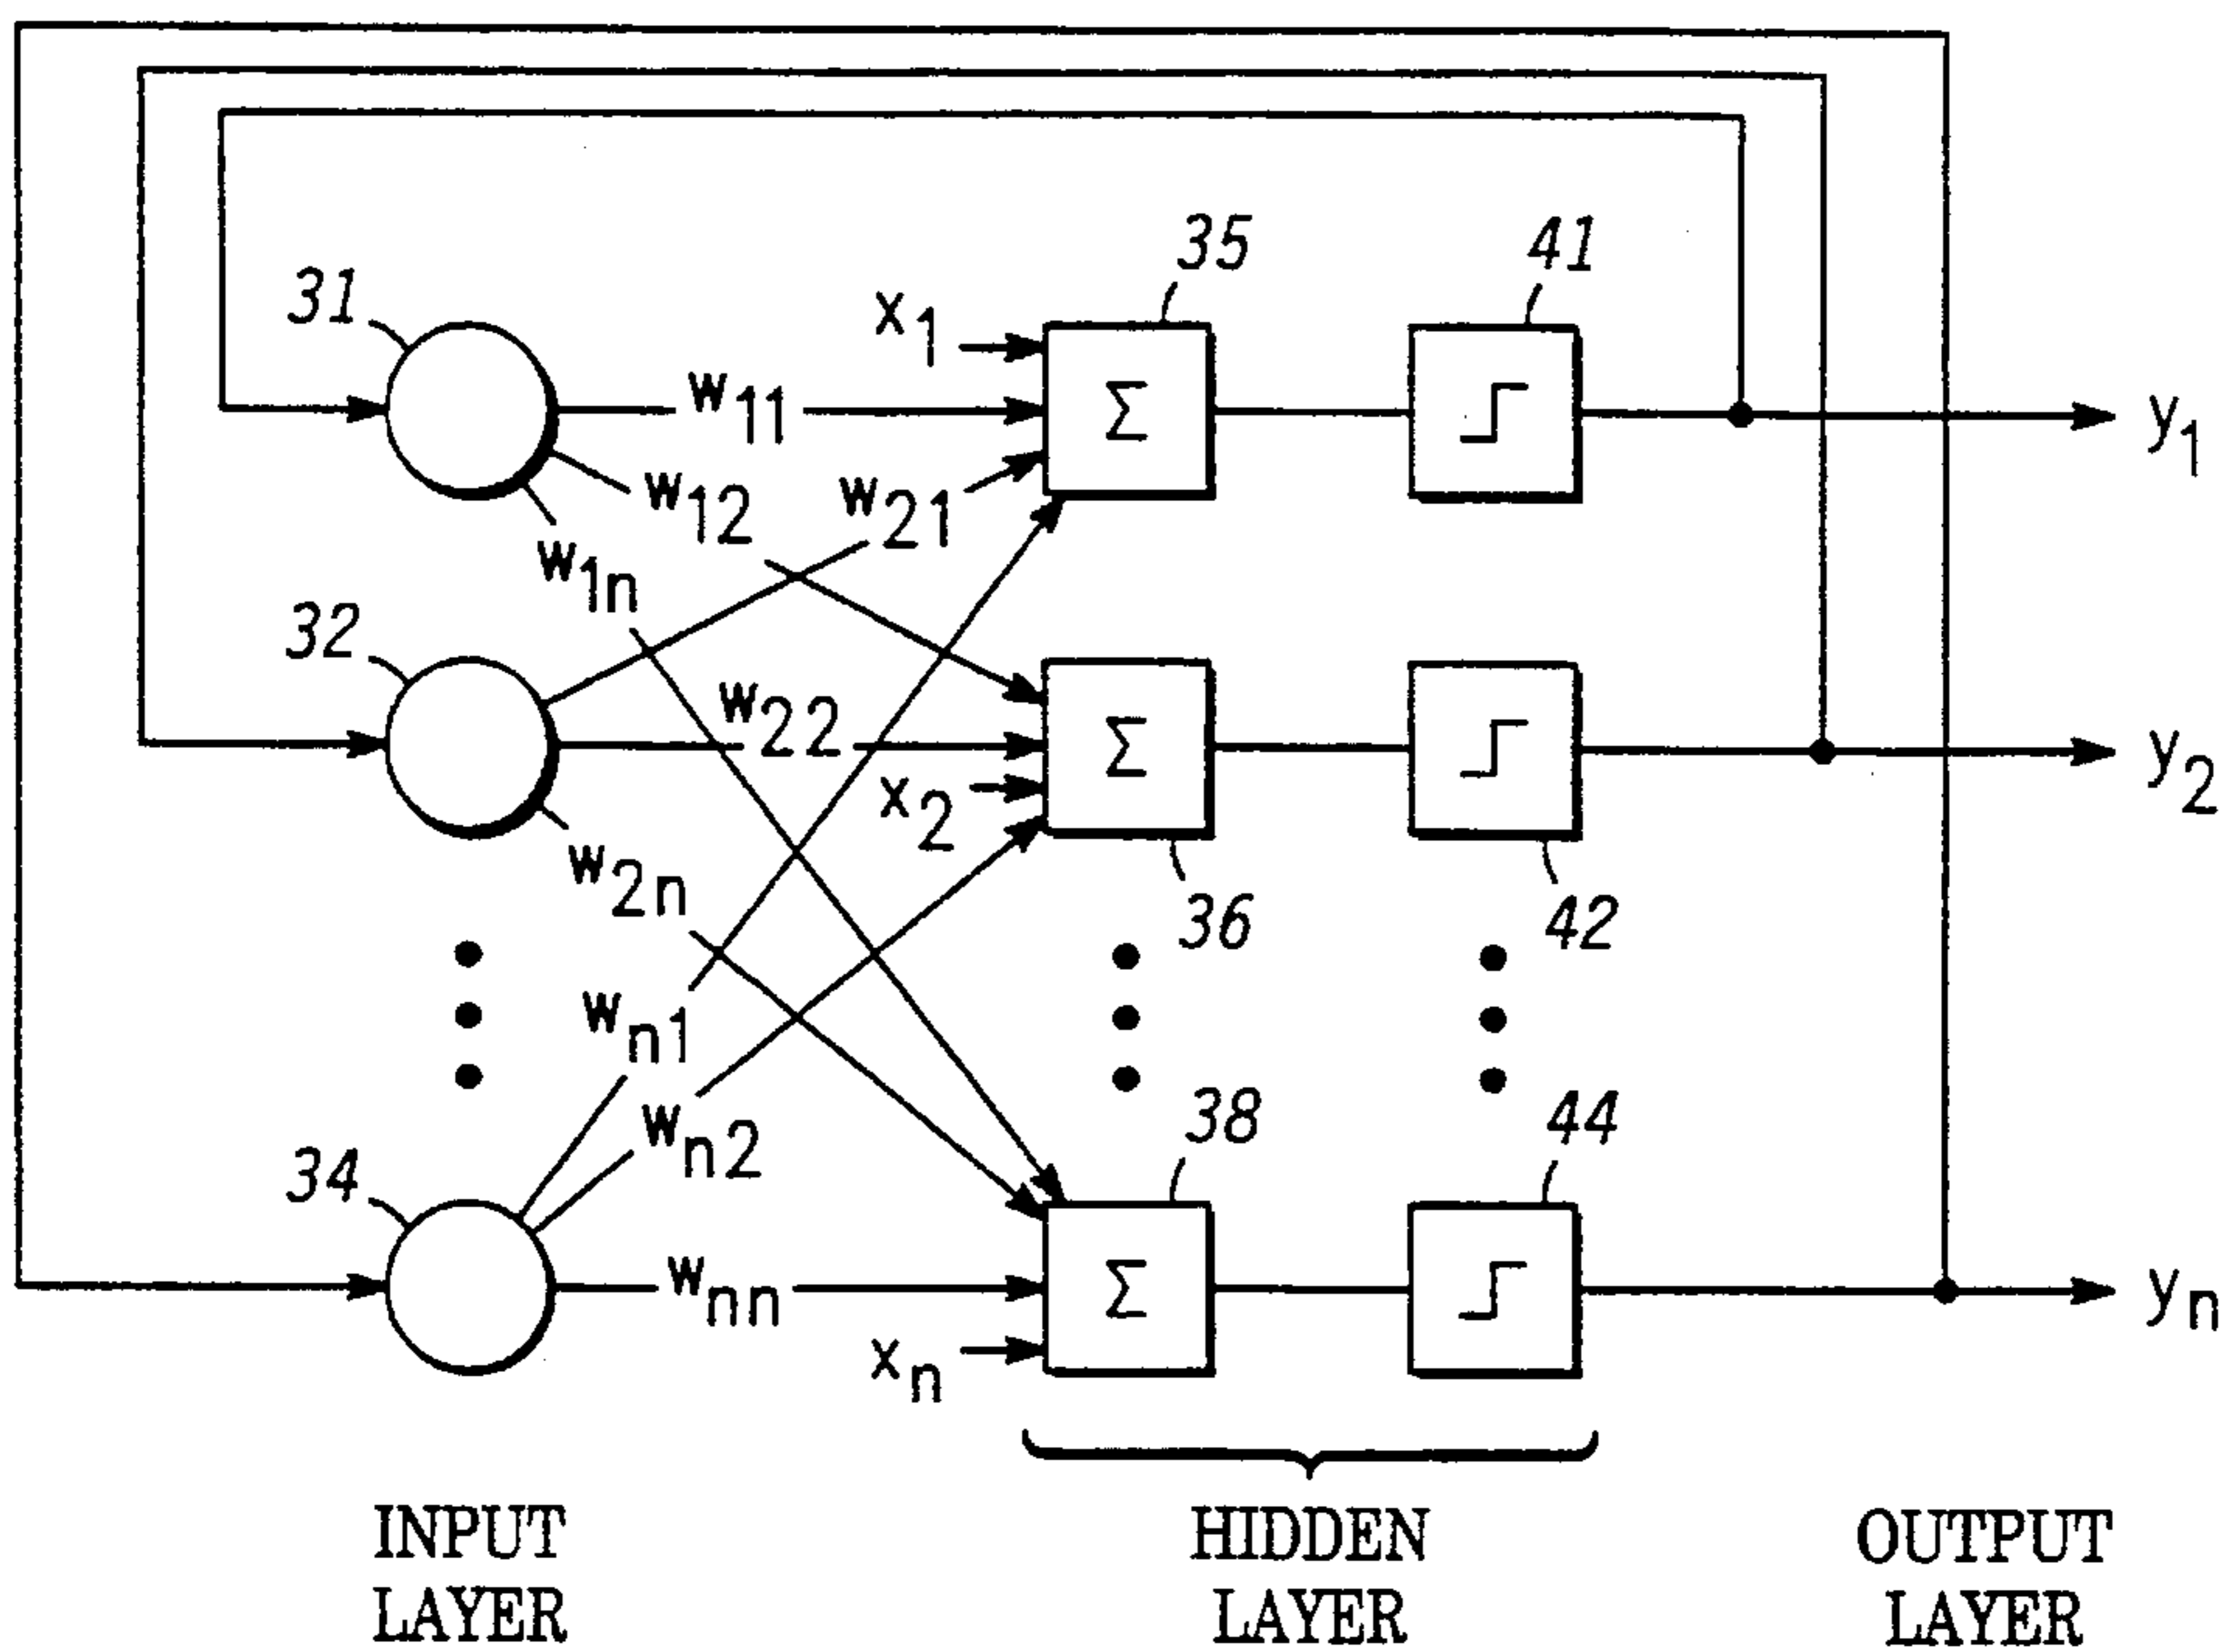 35
41
31
x1
Σ
w11
y1
w12
w21
w1n
32
w22
Σ
y2
x2
w2n
36
42
wn1
38
44
wn2
34
wnn
Σ
yn
xn
INPUT LAYER
HIDDEN LAYER
OUTPUT LAYER